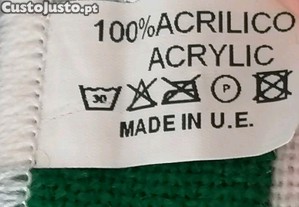 CustoJusto.pt
100%ACRILICO
ACRYLIC
30 P
MADE IN U.E.